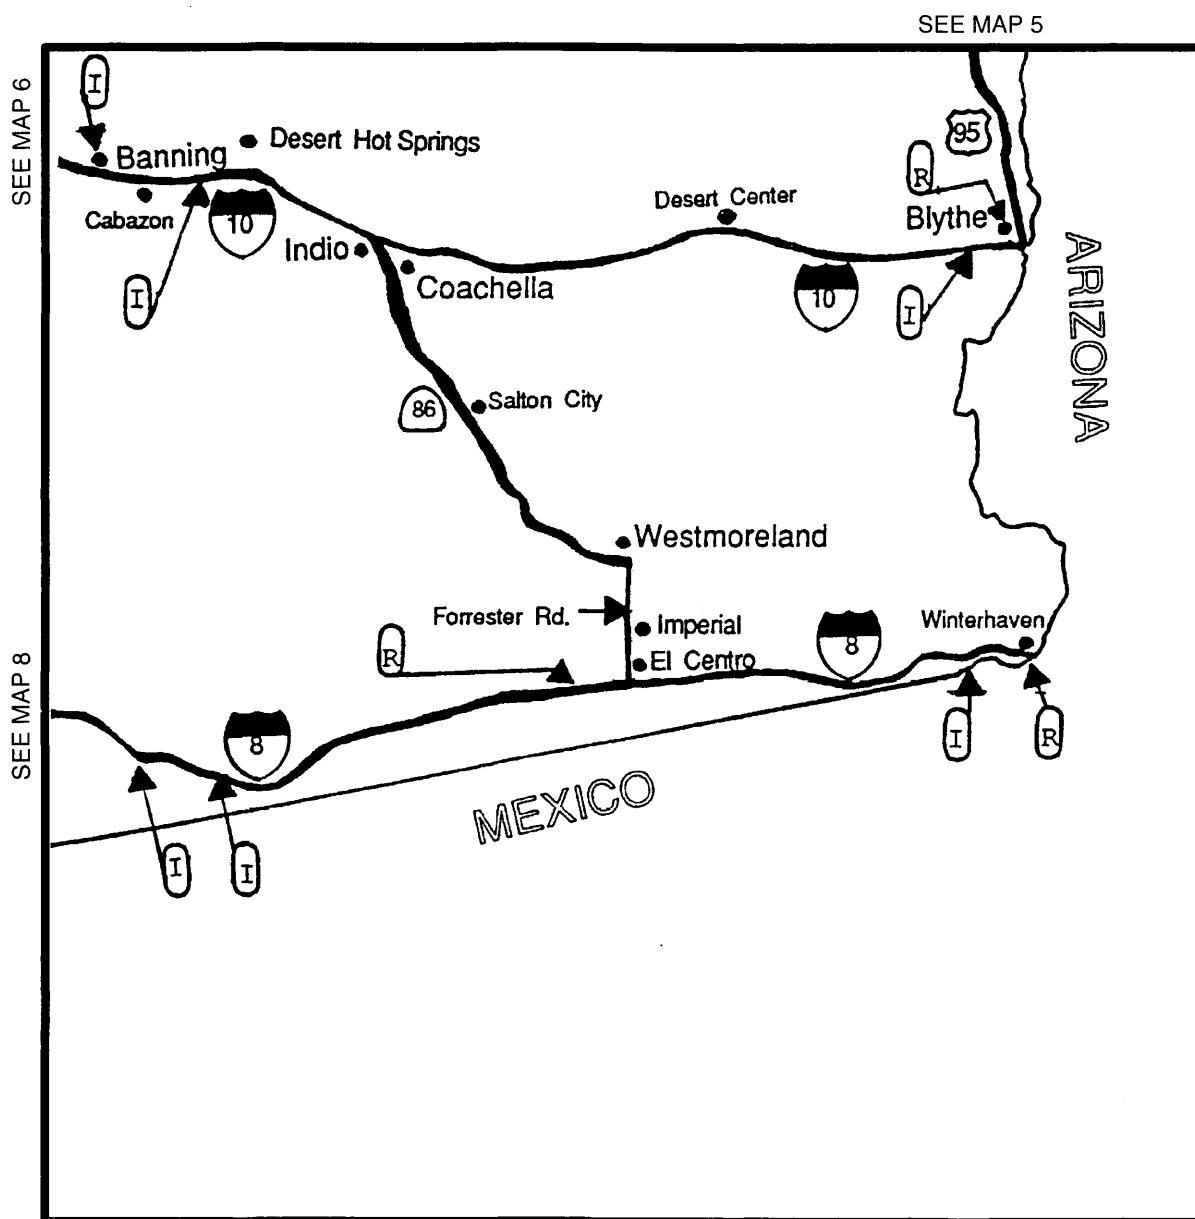 SEE MAP 5
SEE MAP 6
I
95
Desert Hot Springs
Banning
R
Cabazon
10
Desert Center
Blythe
Indio
ARIZONA
Coachella
10
I
I
86
Salton City
Westmoreland
Forrester Rd.
Imperial
Winterhaven
8
R
El Centro
SEE MAP 8
8
I
R
MEXICO
I
I